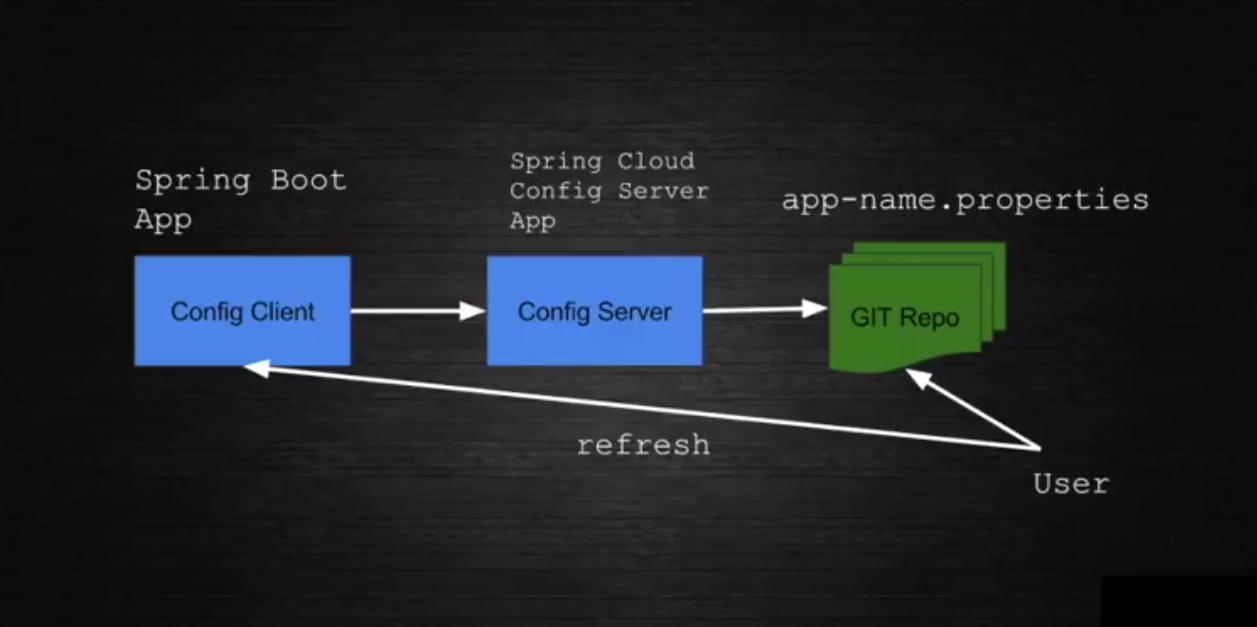 Spring Boot
App
Spring Cloud
Config Server
App
app-name.properties
Config Client
Config Server
GIT Repo
refresh
User